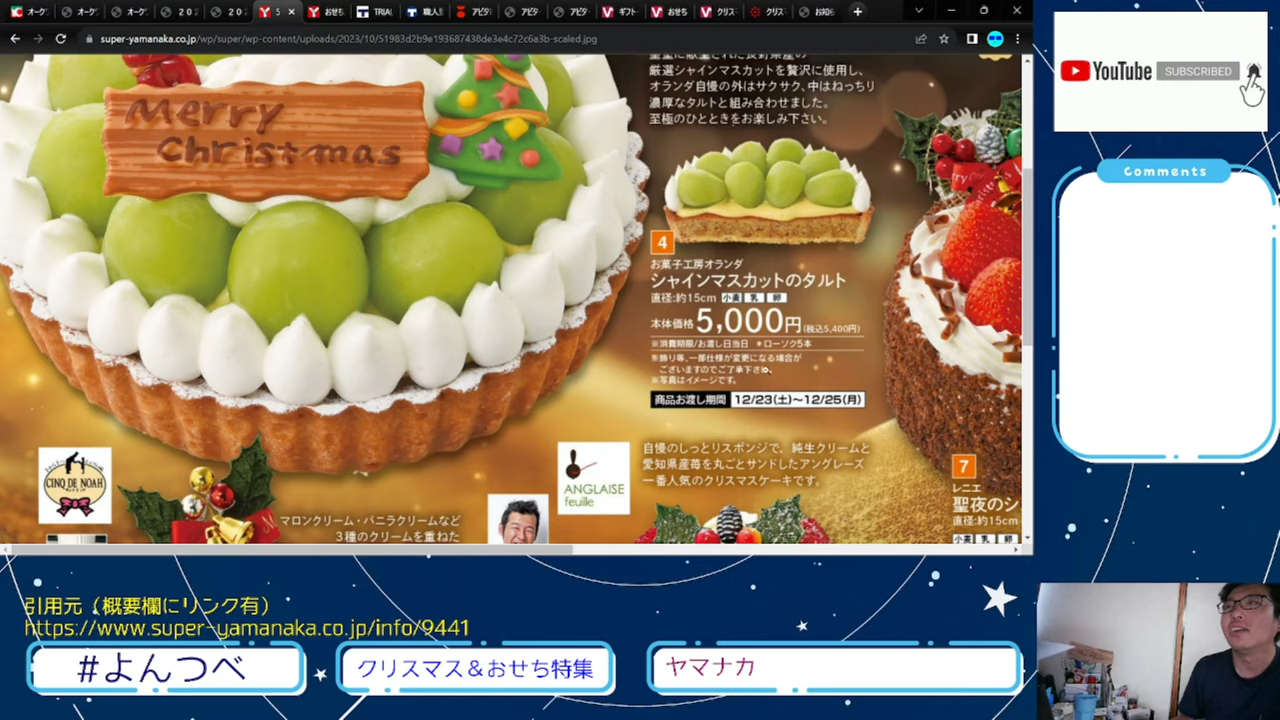 super-yamanaka.co.jp/wp/super/wp-content/uploads/2023/10/51983d2b9e193687438de3e4c72c6a3b-scaled.jpg
厳選シャインマスカットを贅沢に使用し、
オランダ自慢の外はサクサク、中はねっちり
濃厚なタルトと組み合わせました。
至極のひとときをお楽しみ下さい。
Merry
Christmas
4
お菓子工房オランダ
シャインマスカットのタルト
直径:約15cm 小麦 乳 卵
本体価格5,000円(税込5,400円)
※消費期限/お渡し日当日 *ローソク5本
※飾り等、一部仕様が変更になる場合が
ございますのでご了承下さい。
※写真はイメージです。
商品お渡し期間 12/23(土)〜12/25(月)
自慢のしっとりスポンジで、純生クリームと
愛知県産苺を丸ごとサンドしたアングレーズ
一番人気のクリスマスケーキです。
CINQ DE NOAH
ANGLAISE
feuille
マロンクリーム・バニラクリームなど
3種のクリームを重ねた
7
レニエ
聖夜のシ
直径:約15cm
小麦 乳 卵
YouTube SUBSCRIBED
Comments
引用元（概要欄にリンク有）
https://www.super-yamanaka.co.jp/info/9441
#よんつべ
クリスマス＆おせち特集
ヤマナカ